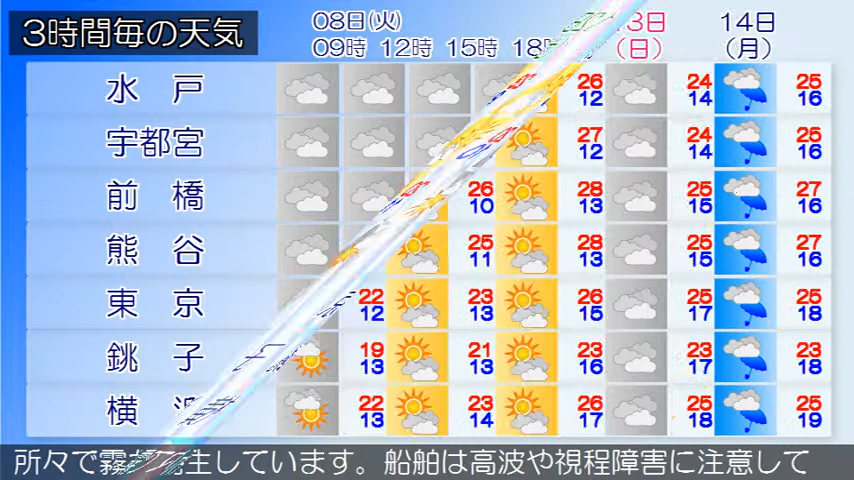 3時間毎の天気
08日(火) 13日 14日
09時 12時 15時 18時 (日) (月)
水戸 26 12 24 14 25 16
宇都宮 27 12 24 14 25 16
前橋 26 10 28 13 25 15 27 16
熊谷 25 11 28 13 25 15 27 16
東京 22 12 23 13 26 15 25 17 25 18
銚子 19 13 21 13 23 16 23 17 23 18
横 22 13 23 14 26 17 25 18 25 19
所々で霧が発生しています。船舶は高波や視程障害に注意して